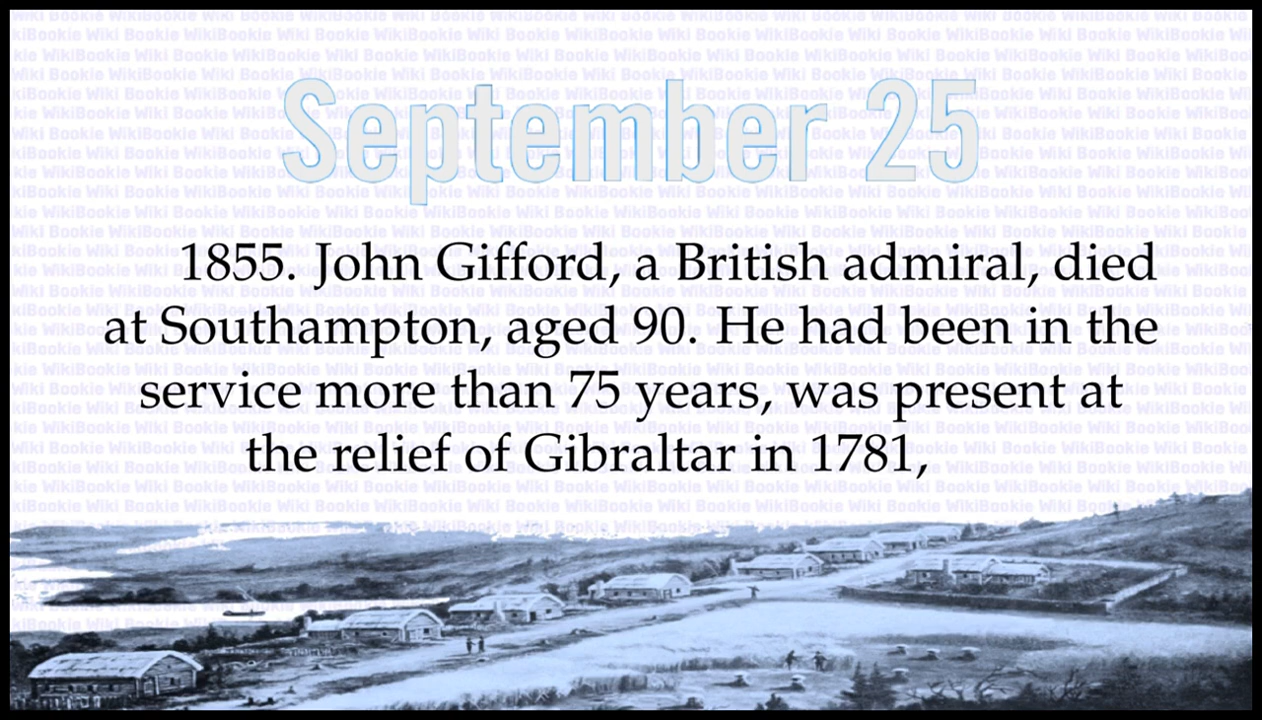 September 25
1855. John Gifford, a British admiral, died
at Southampton, aged 90. He had been in the
service more than 75 years, was present at
the relief of Gibraltar in 1781,